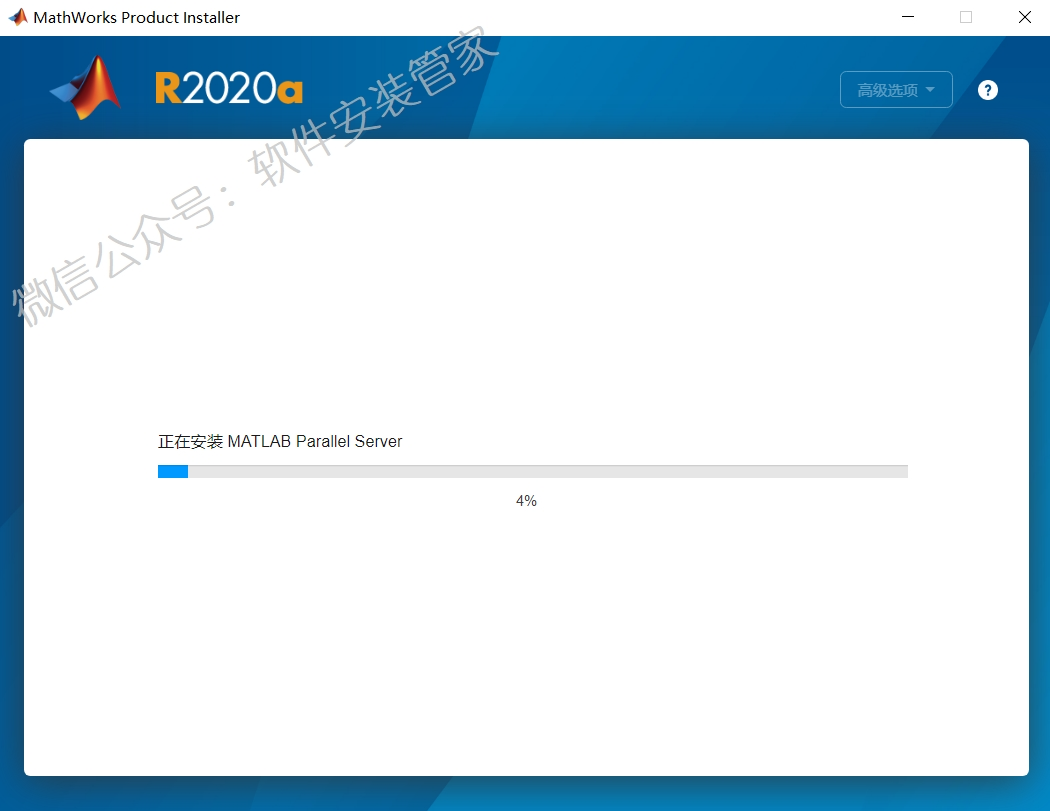 MathWorks Product Installer
R2020a
高级选项
?
微信公众号：软件安装管家
正在安装 MATLAB Parallel Server
4%